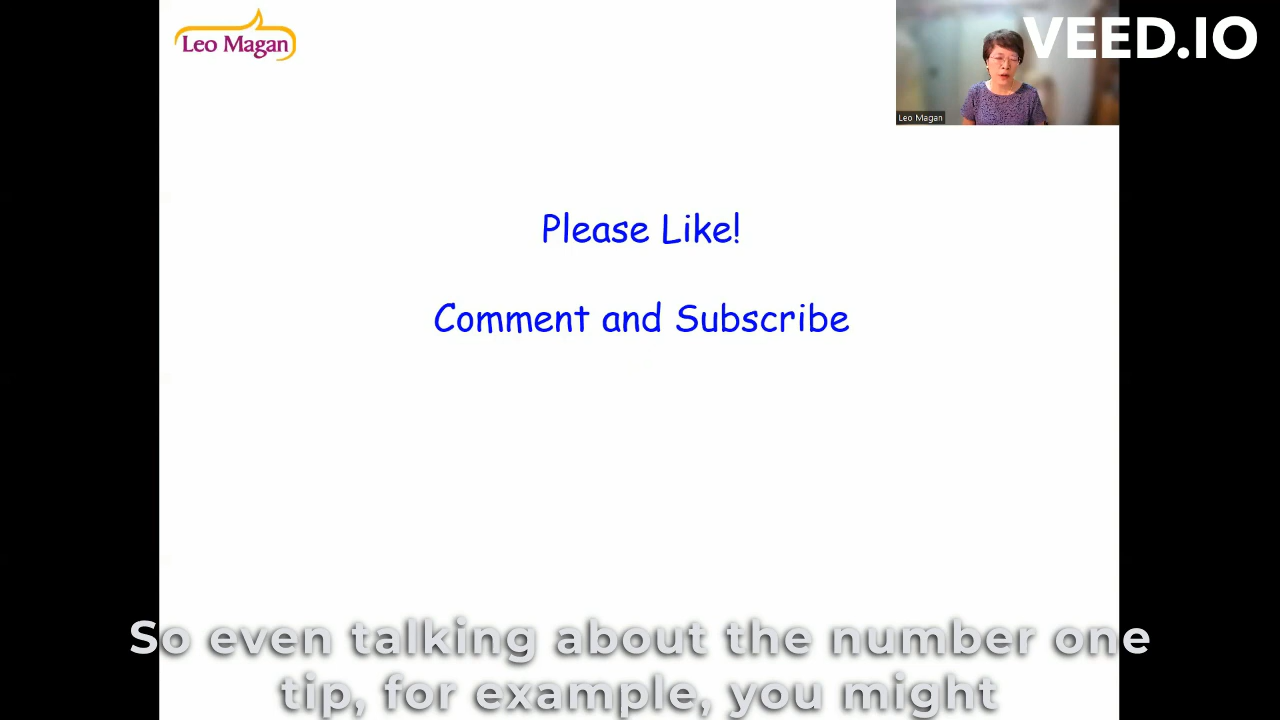 Leo Magan
VEED.IO
Leo Magan
Please Like!
Comment and Subscribe
So even talking about the number one
tip, for example, you might